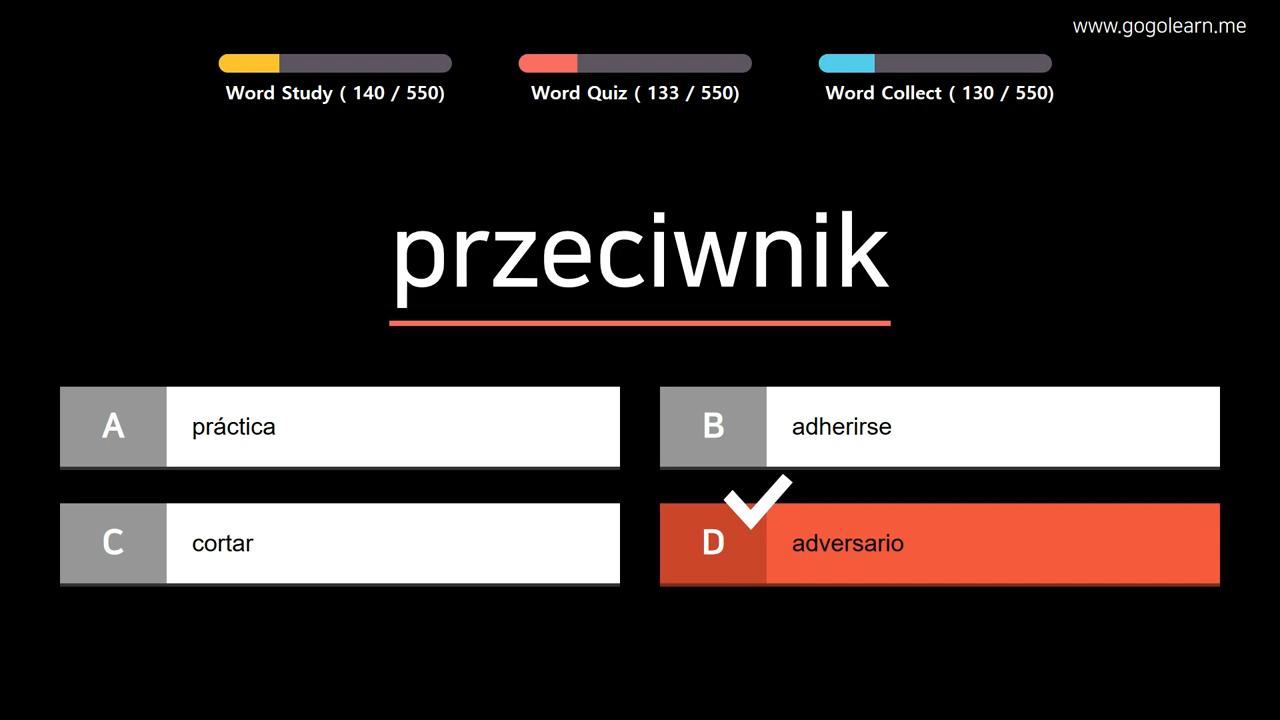 www.gogolearn.me
Word Study ( 140 / 550)
Word Quiz ( 133 / 550)
Word Collect ( 130 / 550)
przeciwnik
A práctica
B adherirse
C cortar
D adversario